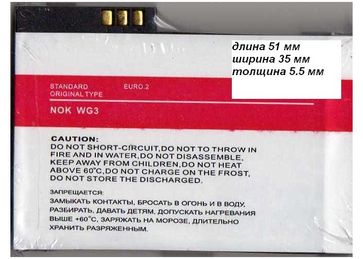 длина 51 мм
ширина 35 мм
толщина 5.5 мм
STANDARD EURO.2
ORIGINAL TYPE
NOK WG3
CAUTION:
DO NOT SHORT-CIRCUIT,DO NOT TO THROW IN
FIRE AND IN WATER,DO NOT DISMANTLE,
KEEP AWAY FROM CHILDREN, DO NOT HEAT
ABOVE 60°C,DO NOT CHARGE ON THE FROST,
DO NOT STORE THE DISCHARGED.
ЗАПРЕЩАЕТСЯ:
ЗАМЫКАТЬ КОНТАКТЫ, БРОСАТЬ В ОГОНЬ И В ВОДУ,
РАЗБИРАТЬ, ДАВАТЬ ДЕТЯМ, ДОПУСКАТЬ НАГРЕВАНИЯ
ВЫШЕ +60°С, ЗАРЯЖАТЬ НА МОРОЗЕ, ДЛИТЕЛЬНО
ХРАНИТЬ РАЗРЯЖЕННЫМ.